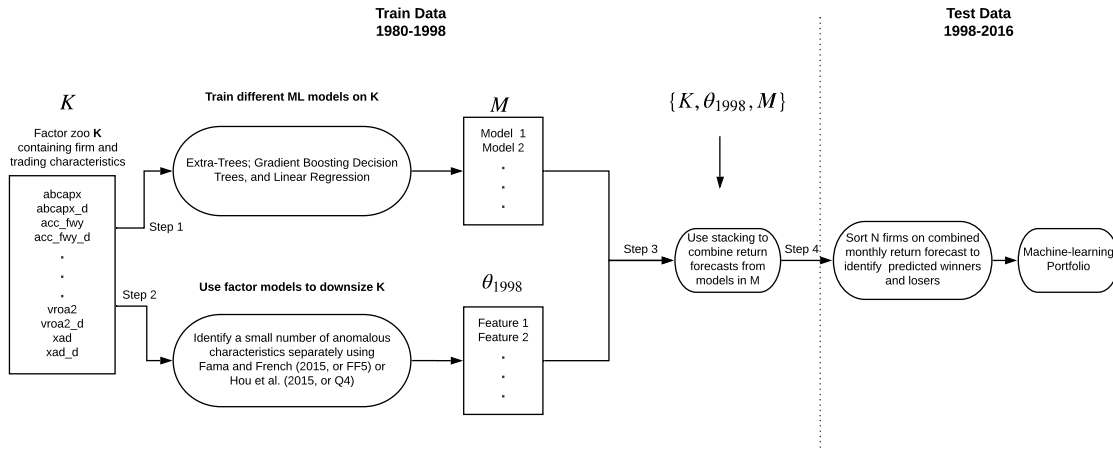 Train Data
1980-1998
Test Data
1998-2016
K
Factor zoo K
containing firm and
trading characteristics
abcapx
abcapx_d
acc_fwy
acc_fwy_d
.
.
.
vroa2
vroa2_d
xad
xad_d
Step 1
Train different ML models on K
Extra-Trees; Gradient Boosting Decision
Trees, and Linear Regression
M
Model 1
Model 2
.
.
.
.
Step 2
Use factor models to downsize K
Identify a small number of anomalous
characteristics separately using
Fama and French (2015, or FF5) or
Hou et al. (2015, or Q4)
θ1998
Feature 1
Feature 2
.
.
.
.
Step 3
{K, θ1998, M}
Use stacking to
combine return
forecasts from
models in M
Step 4
Sort N firms on combined
monthly return forecast to
identify predicted winners
and losers
Machine-learning
Portfolio